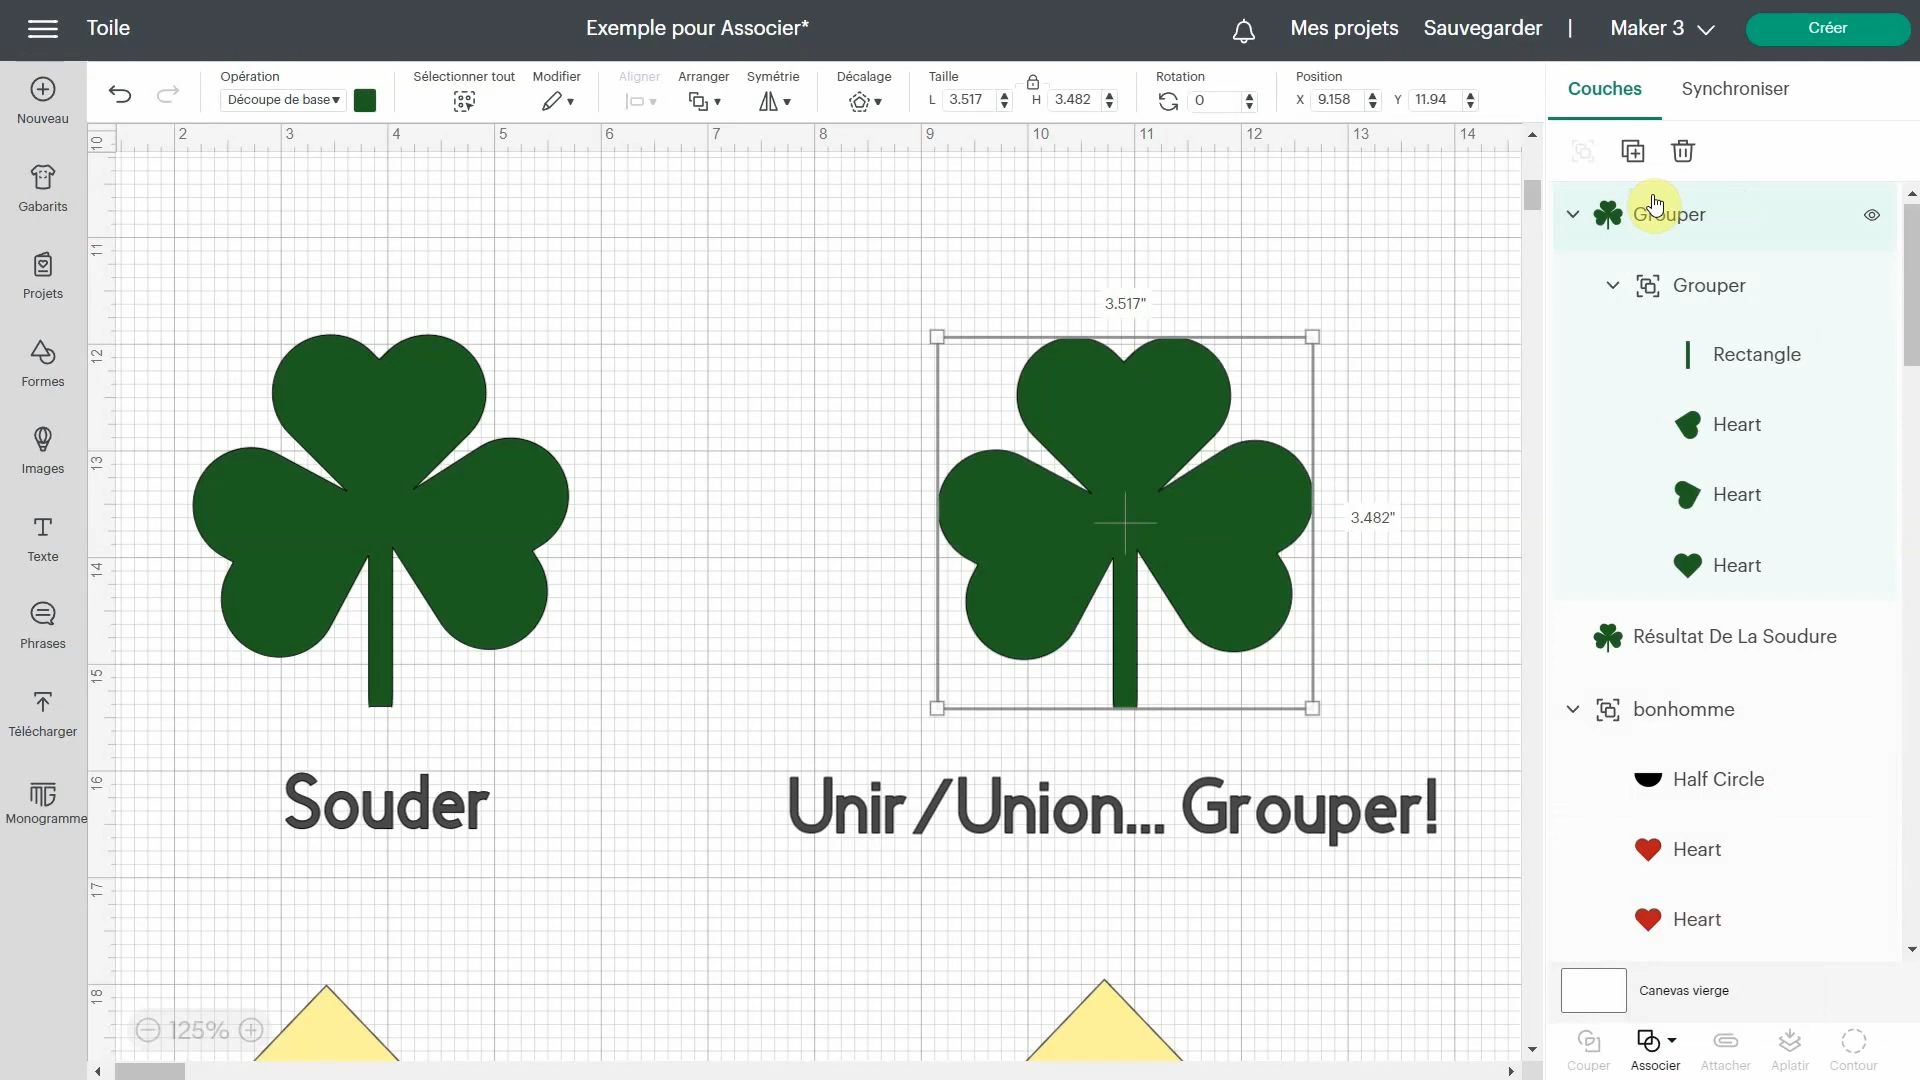 Toile
Exemple pour Associer*
Mes projets
Sauvegarder
|
Maker 3
Créer
Opération
Découpe de base
Sélectionner tout
Modifier
Aligner
Arranger
Symétrie
Décalage
Taille
L 3.517
H 3.482
Rotation
0
Position
X 9.158
Y 11.94
Couches
Synchroniser
Nouveau
Gabarits
Projets
Formes
Images
Texte
Phrases
Télécharger
Monogramme
2 3 4 5 6 7 8 9 10 11 12 13 14
10
11
12
13
14
15
16
17
18
3.517"
3.482"
Souder
Unir/Union... Grouper!
125%
Grouper
Grouper
Rectangle
Heart
Heart
Heart
Résultat De La Soudure
bonhomme
Half Circle
Heart
Heart
Canevas vierge
Couper
Associer
Attacher
Aplatir
Contour